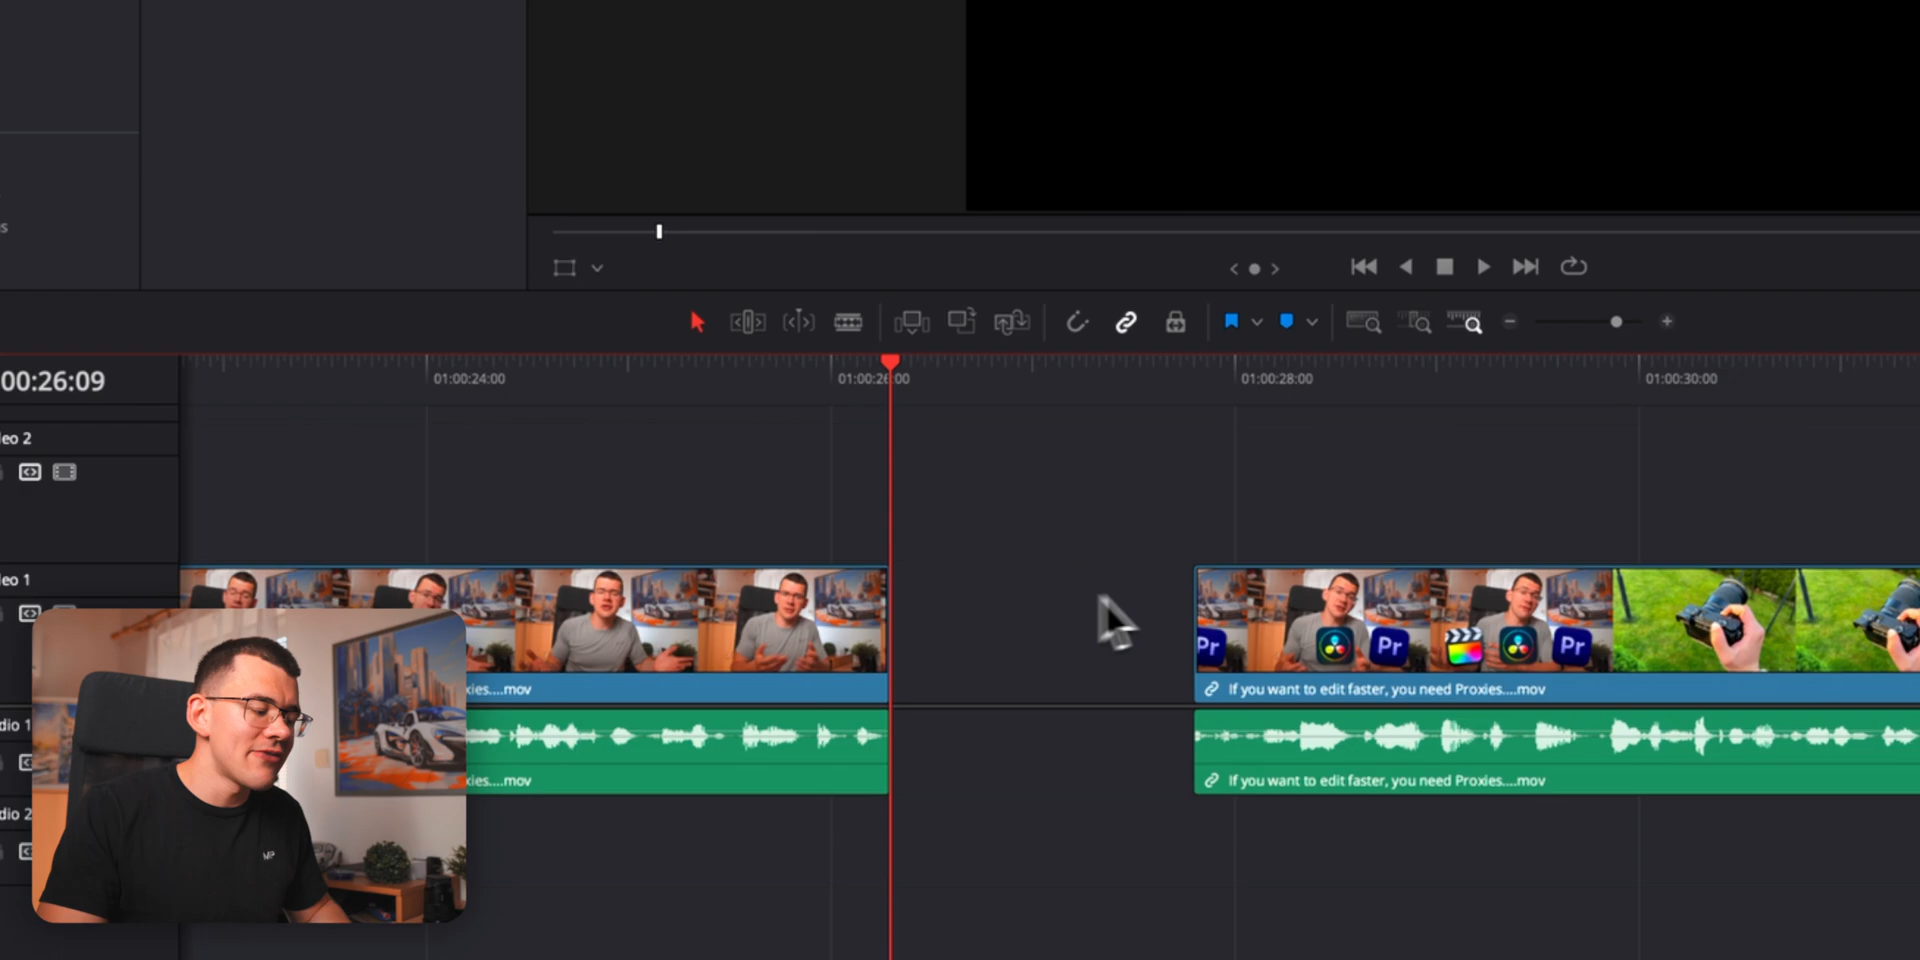 s
00:26:09
01:00:24:00
01:00:26:00
01:00:28:00
01:00:30:00
eo 2
eo 1
Pr
Pr
Pr
xies....mov
If you want to edit faster, you need Proxies....mov
dio 1
xies....mov
If you want to edit faster, you need Proxies....mov
dio 2
MP